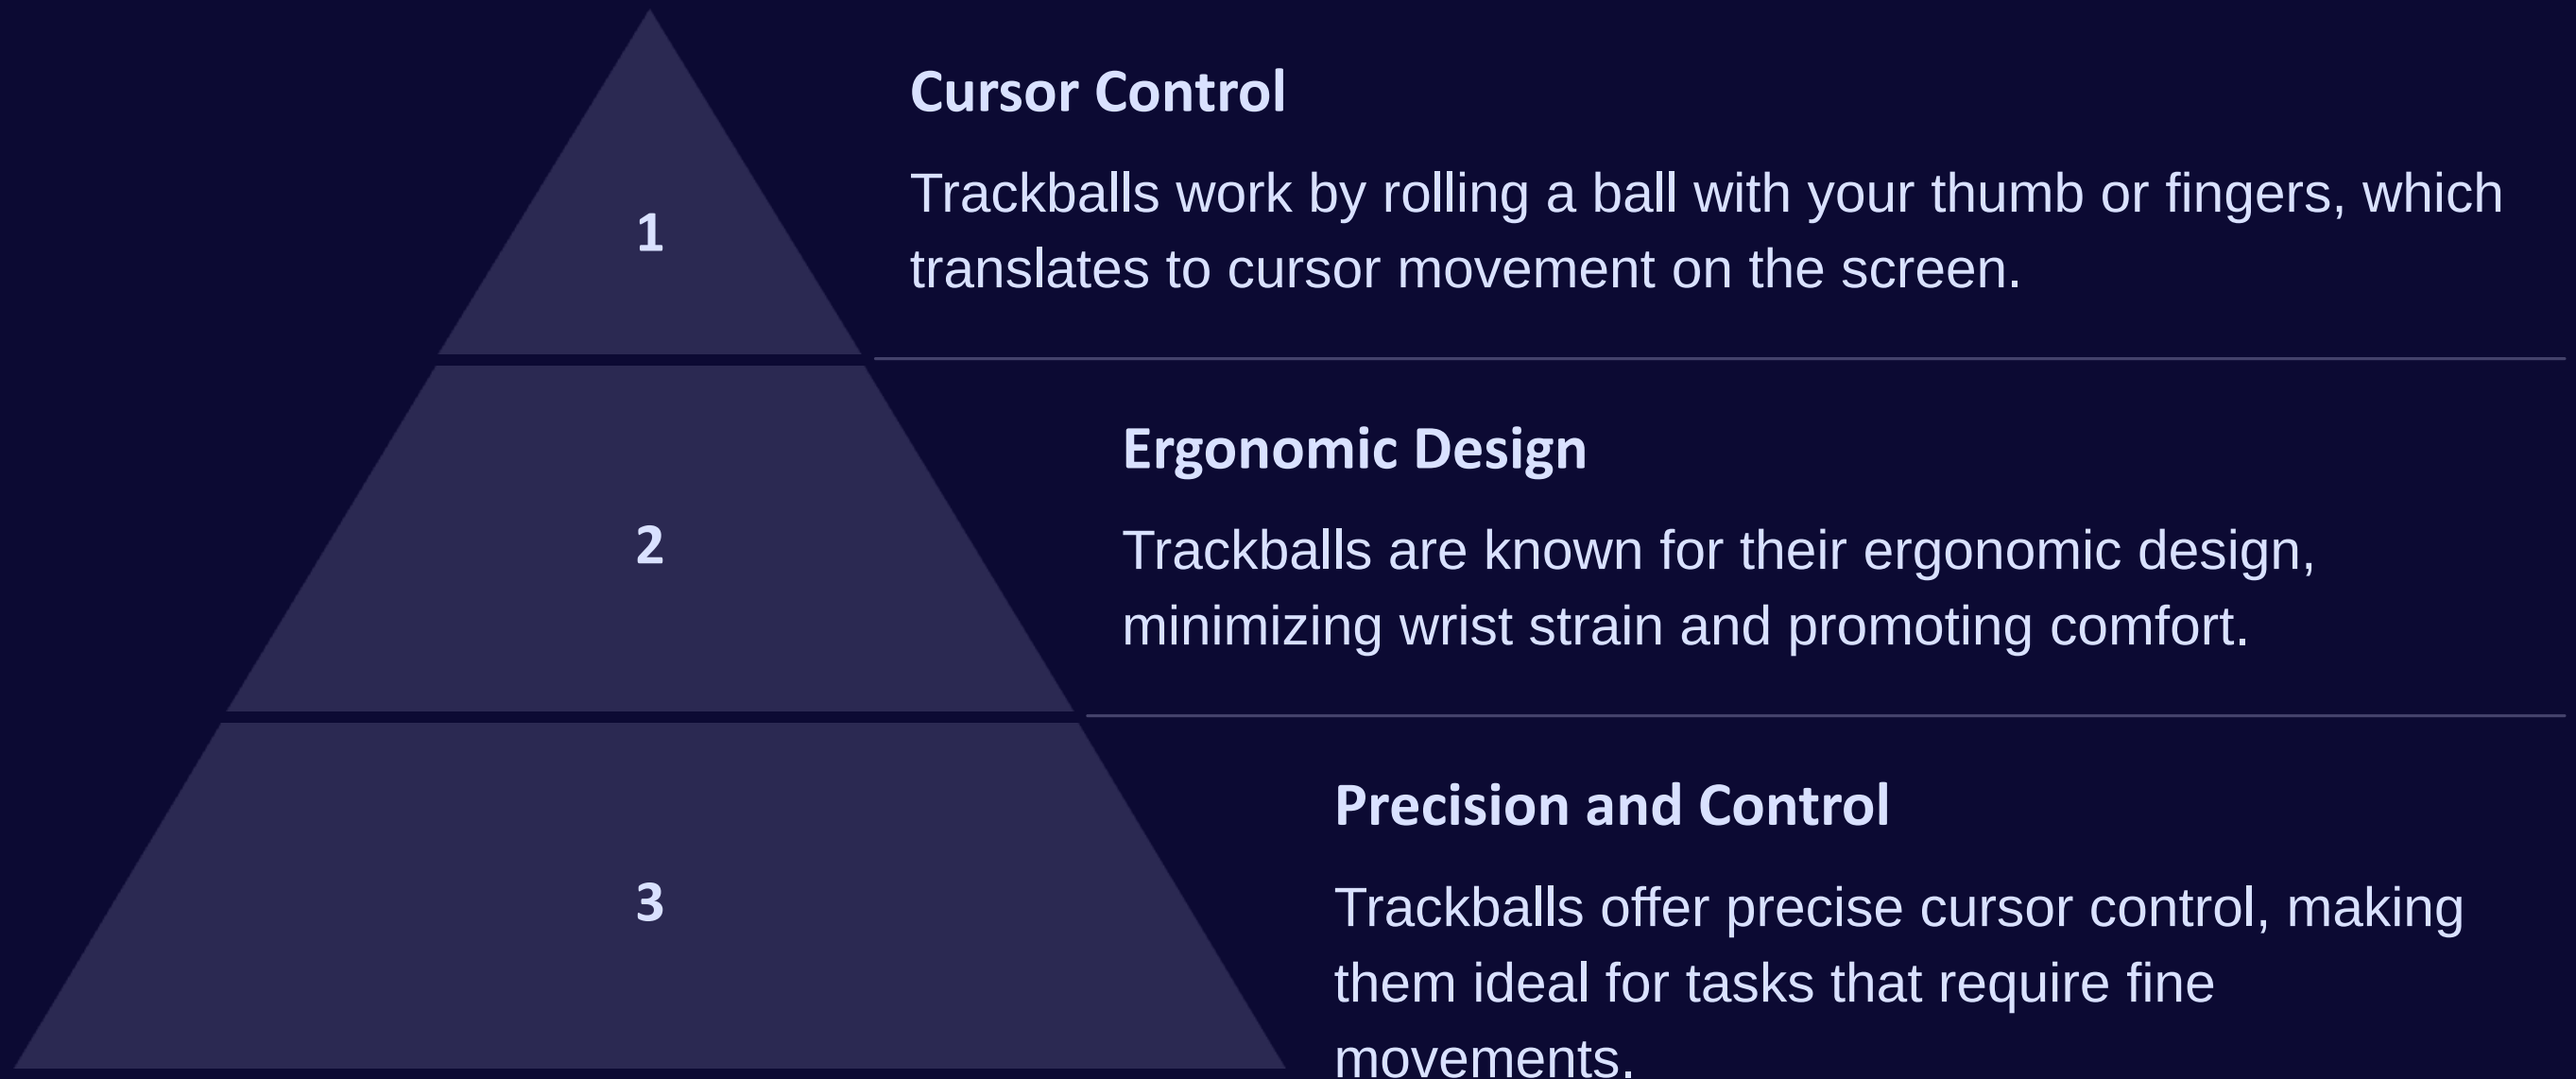 Cursor Control
1
Trackballs work by rolling a ball with your thumb or fingers, which
translates to cursor movement on the screen.
Ergonomic Design
2
Trackballs are known for their ergonomic design,
minimizing wrist strain and promoting comfort.
Precision and Control
3
Trackballs offer precise cursor control, making
them ideal for tasks that require fine
movements.